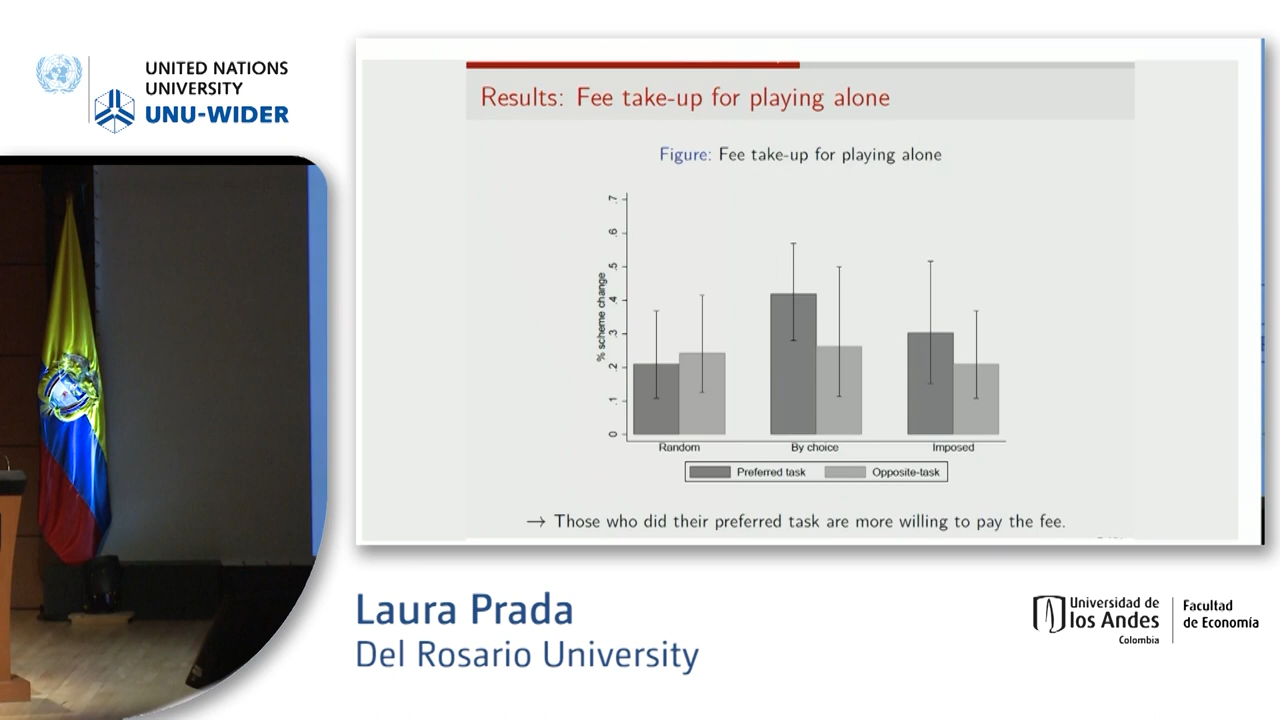 UNITED NATIONS
UNIVERSITY
UNU-WIDER
Results: Fee take-up for playing alone
Figure: Fee take-up for playing alone
% scheme change
.7
.6
.5
.4
.3
.2
.1
0
Random
By choice
Imposed
Preferred task
Opposite-task
→ Those who did their preferred task are more willing to pay the fee.
Laura Prada
Del Rosario University
Universidad de
los Andes
Colombia
Facultad
de Economía